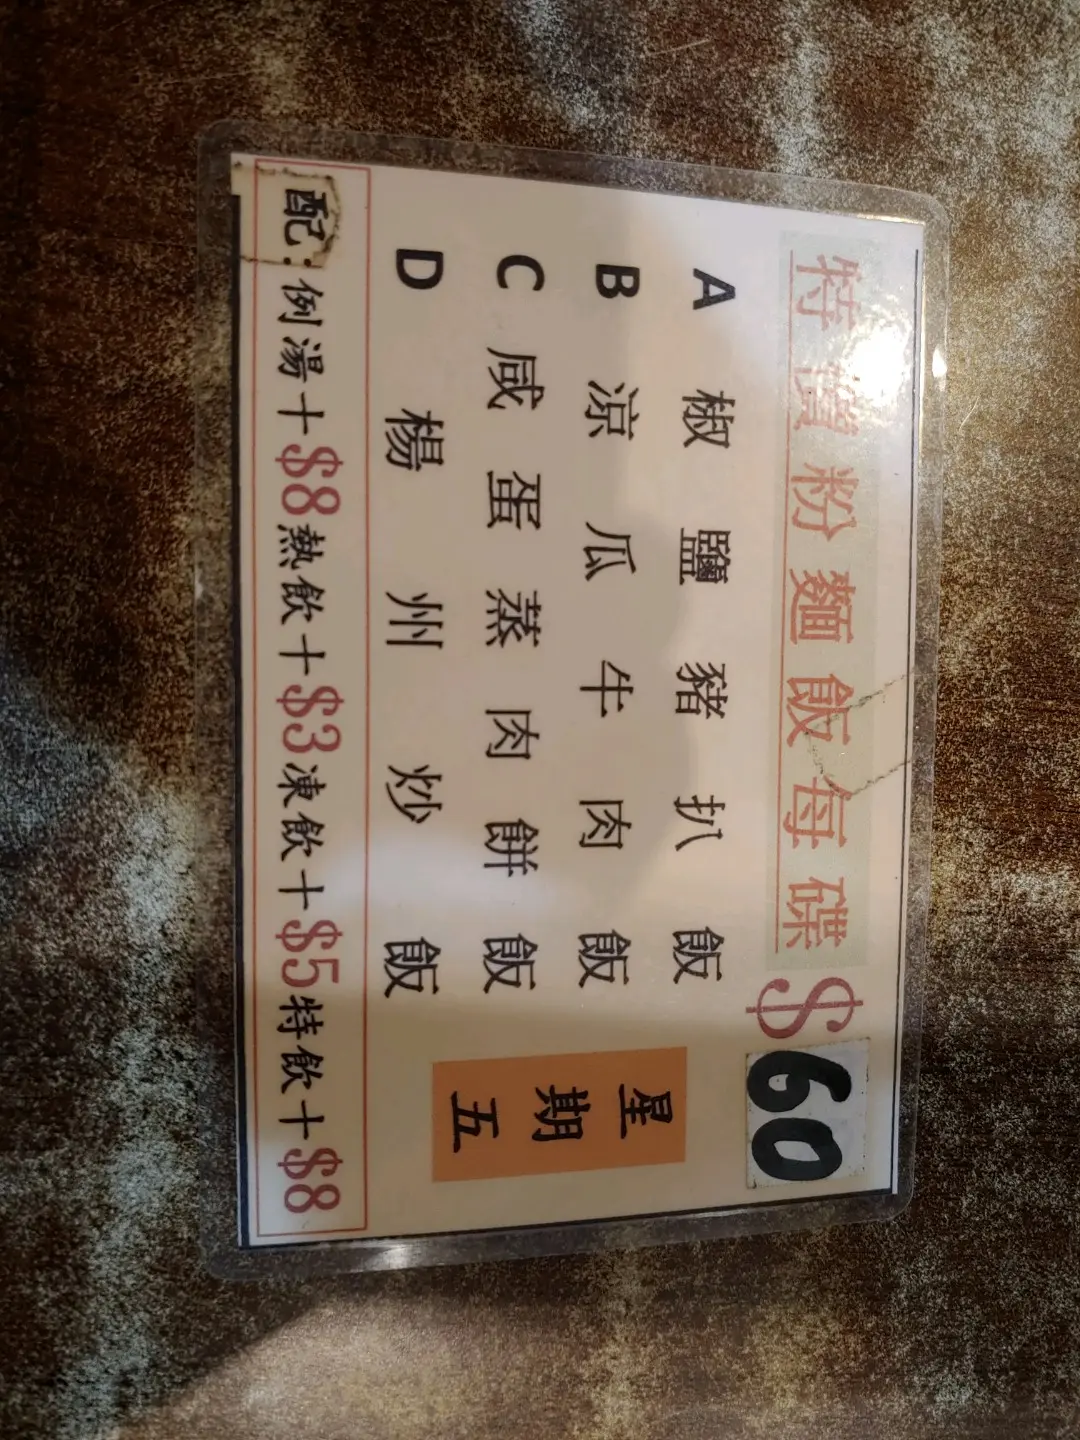 特價粉麵飯每碟$60
A 椒鹽豬扒飯
B 涼瓜牛肉飯
C 咸蛋蒸肉餅飯
D 楊州炒飯
星期五
配:例湯+$8熱飲+$3凍飲+$5特飲+$8